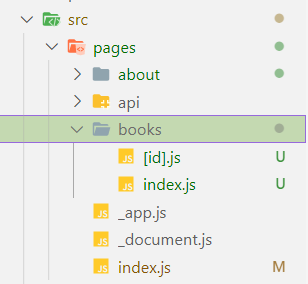 src
pages
about
api
books
JS [id].js U
JS index.js U
JS _app.js
JS _document.js
JS index.js M